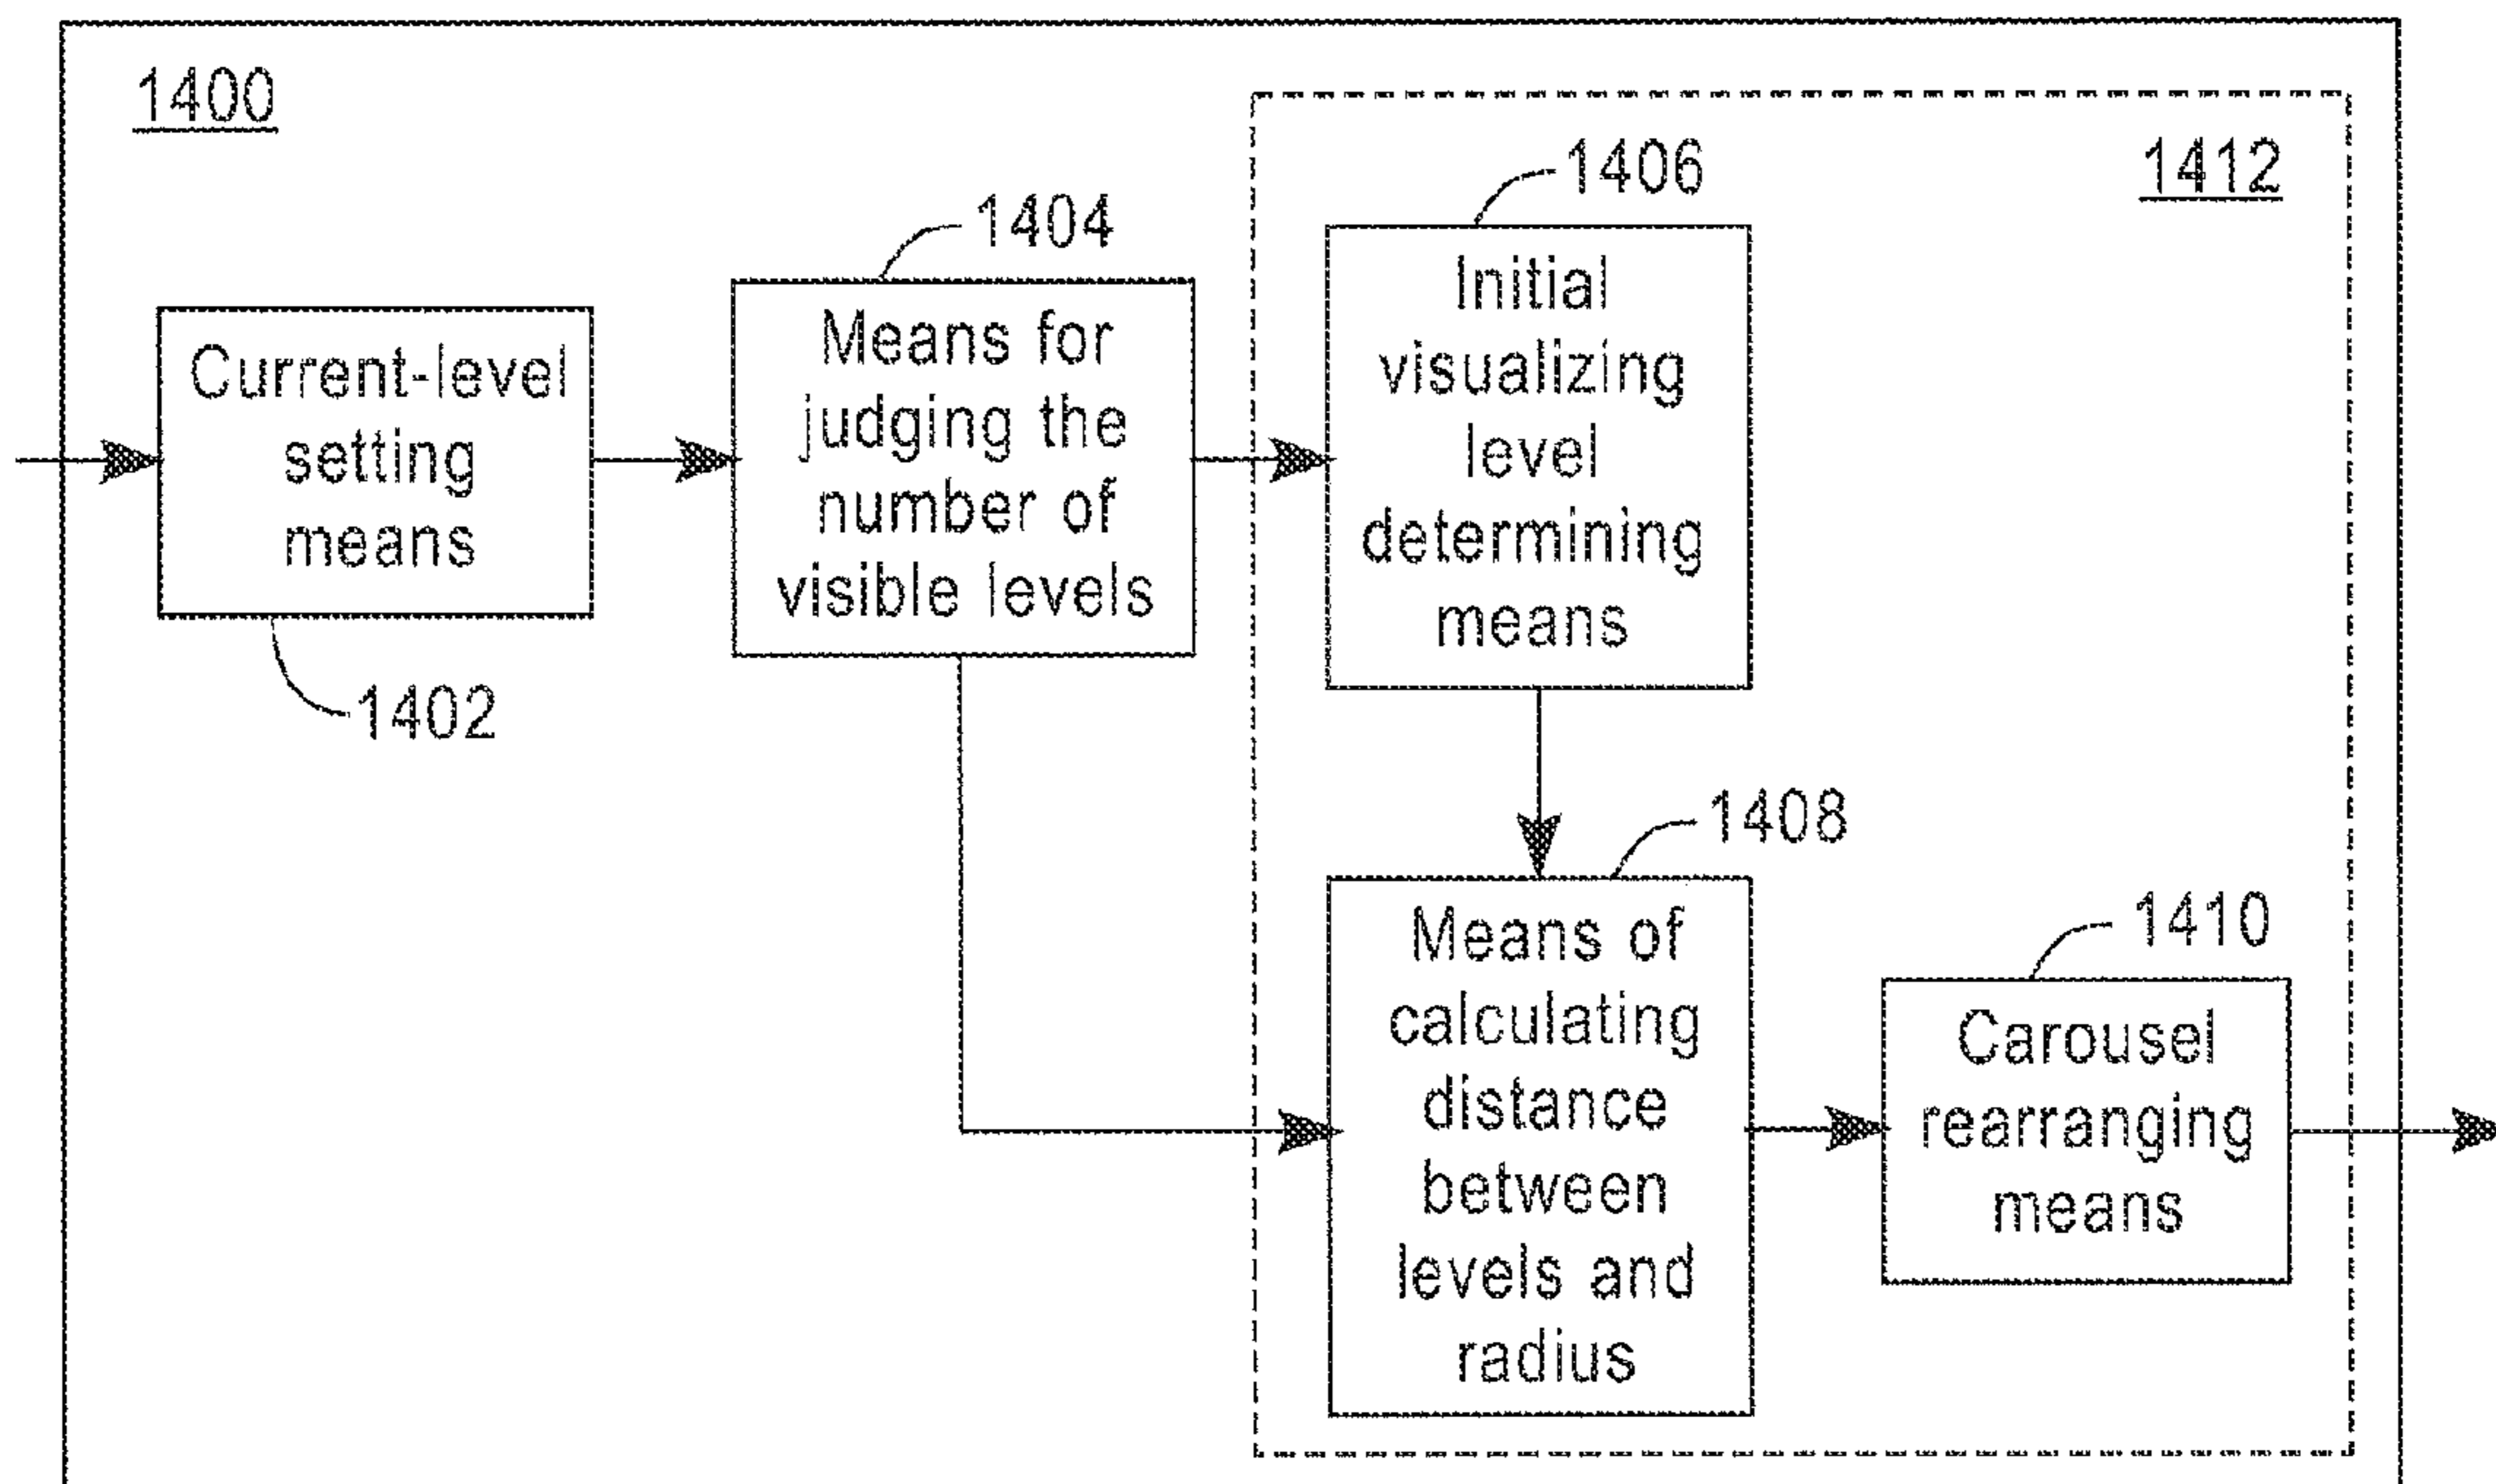 1400
1412
1406
1404
Initial
visualizing
level
determining
means
Means for
judging the
number of
visible levels
Current-level
setting
means
1402
1408
Means of
calculating
distance
between
levels and
radius
1410
Carousel
rearranging
means